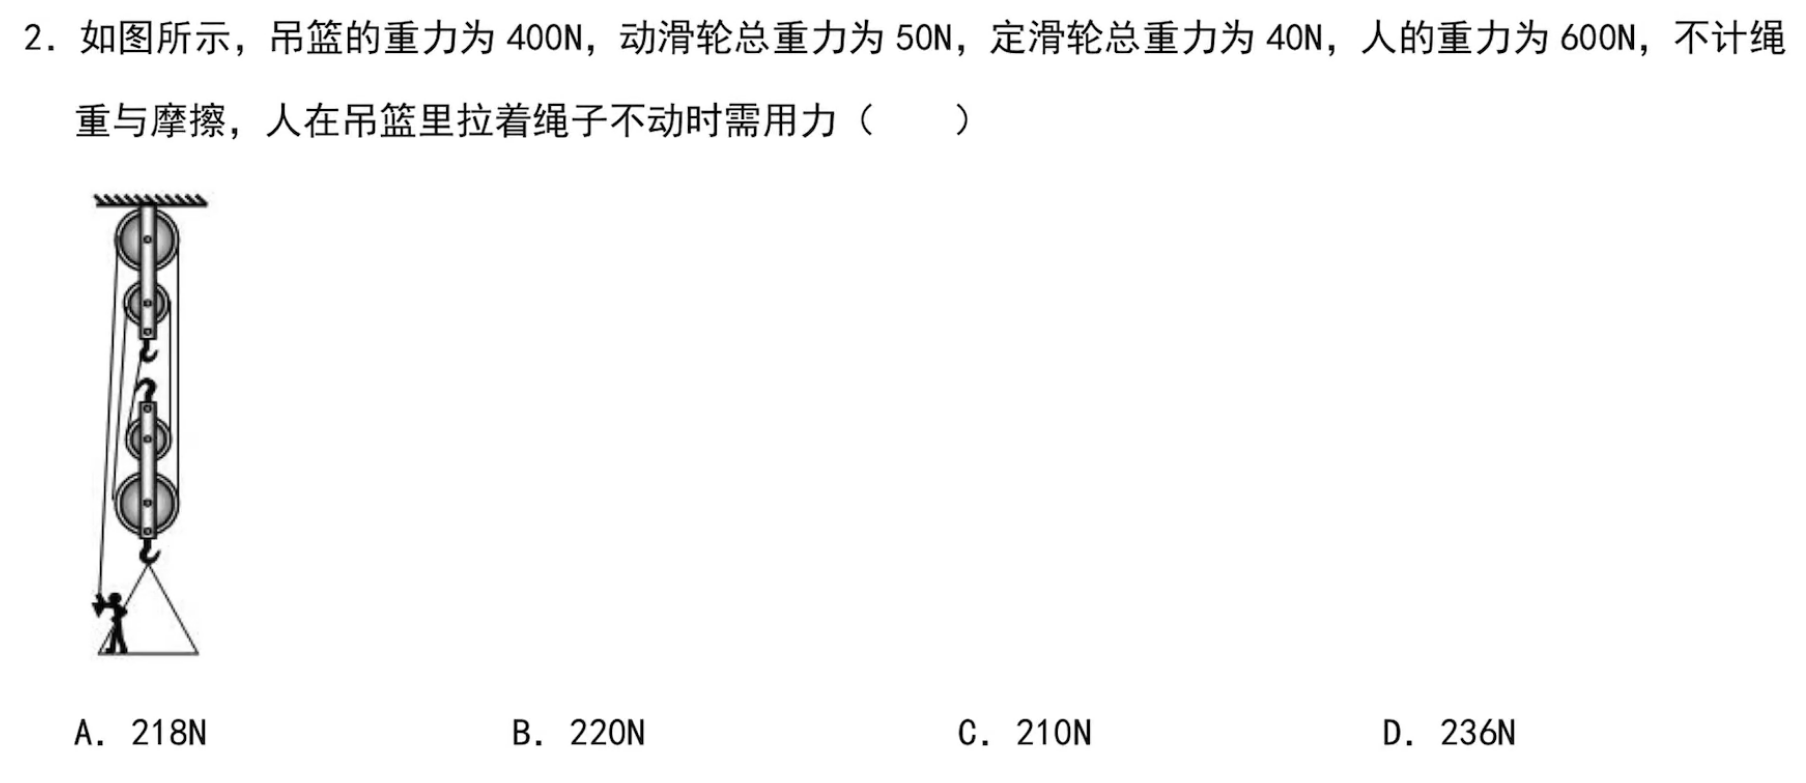 2. 如图所示，吊篮的重力为 400N，动滑轮总重力为 50N，定滑轮总重力为 40N，人的重力为 600N，不计绳
重与摩擦，人在吊篮里拉着绳子不动时需用力（　　）
A. 218N B. 220N C. 210N D. 236N